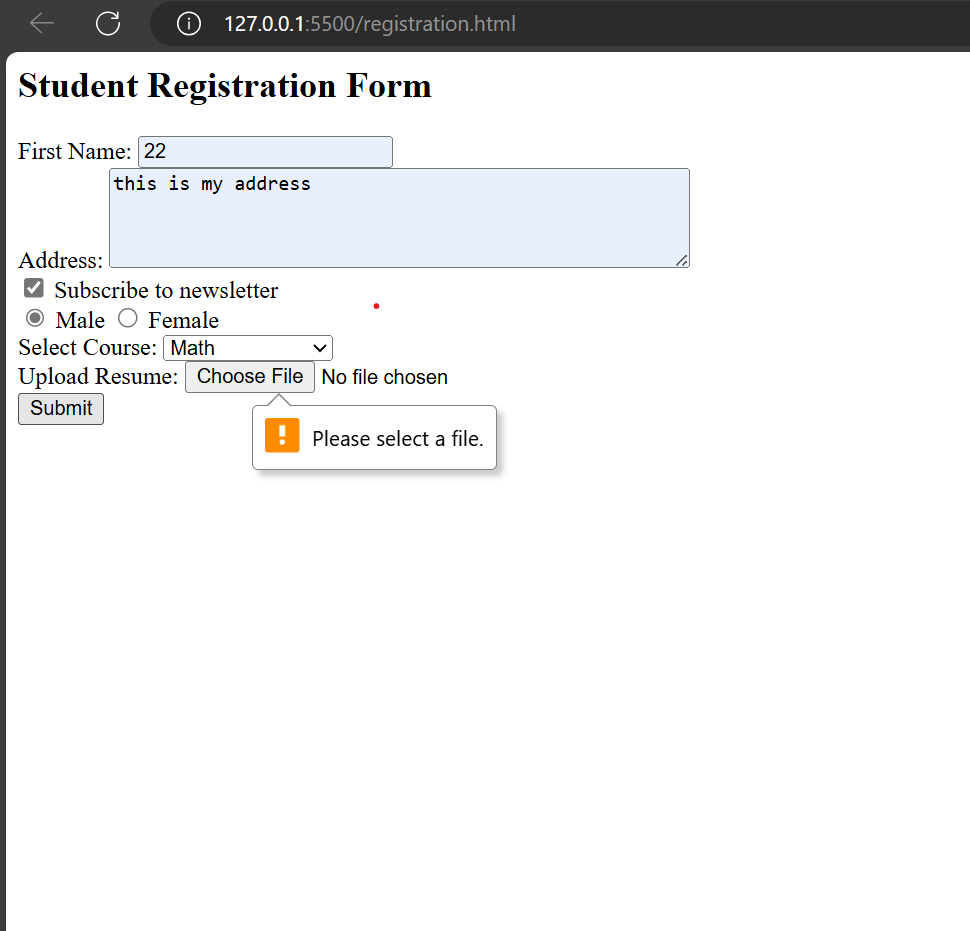 127.0.0.1:5500/registration.html
Student Registration Form
First Name: 22
this is my address
Address:
Subscribe to newsletter
Male Female
Select Course: Math
Upload Resume: Choose File No file chosen
Submit
Please select a file.